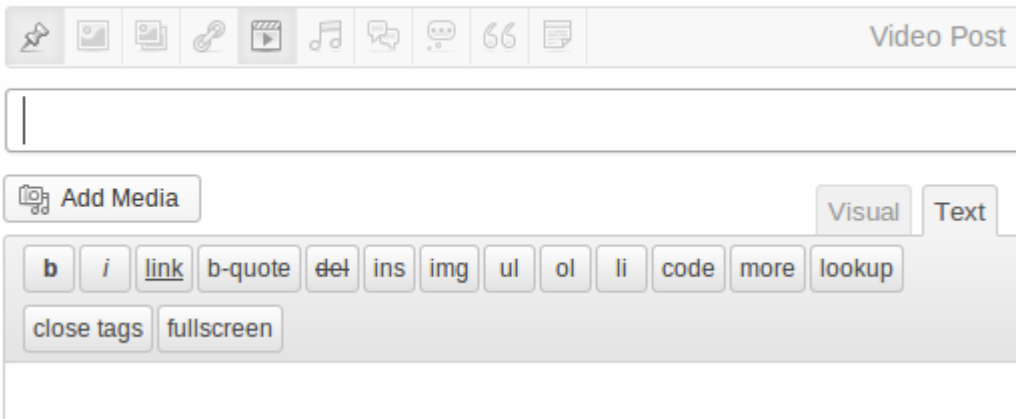 Video Post
Add Media
Visual Text
b i link b-quote del ins img ul ol li code more lookup
close tags fullscreen